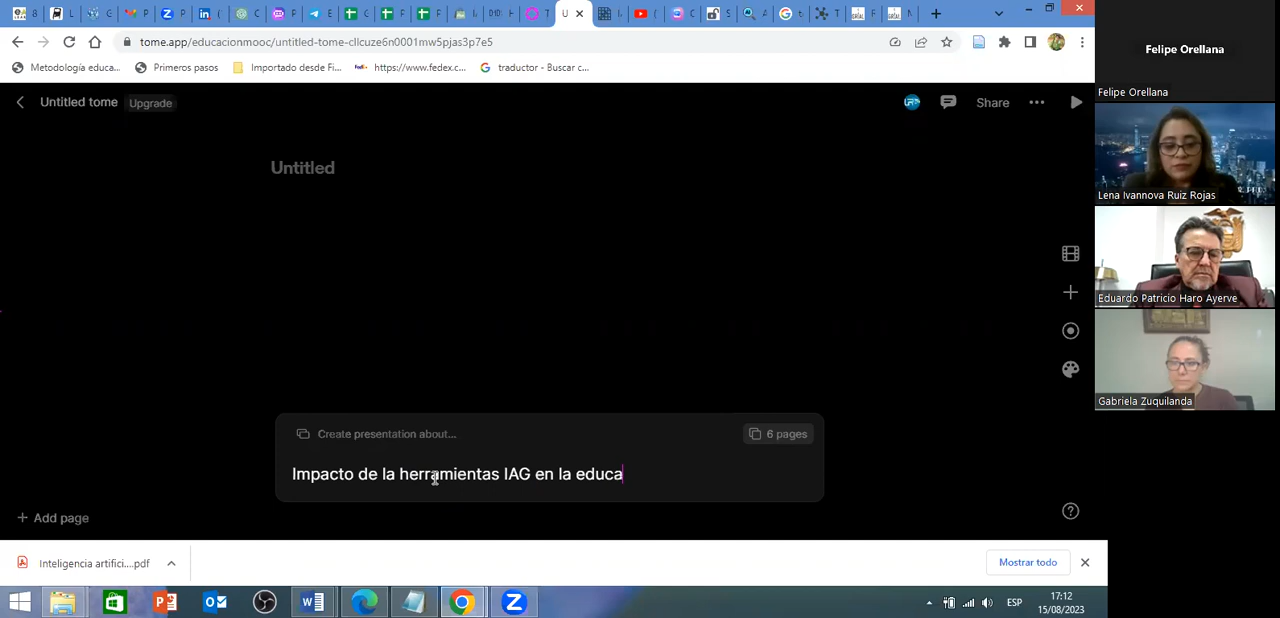 tome.app/educacionmooc/untitled-tome-cllcuze6n0001mw5pjas3p7e5
Metodología educa... Primeros pasos Importado desde Fi... https://www.fedex.c... traductor - Buscar c...
Untitled tome Upgrade Share
Untitled
Create presentation about... 6 pages
Impacto de la herramientas IAG en la educa
+ Add page
Inteligencia artifici....pdf Mostrar todo
ESP 17:12
15/08/2023
Felipe Orellana
Felipe Orellana
Lena Ivannova Ruiz Rojas
Eduardo Patricio Haro Ayerve
Gabriela Zuquilanda